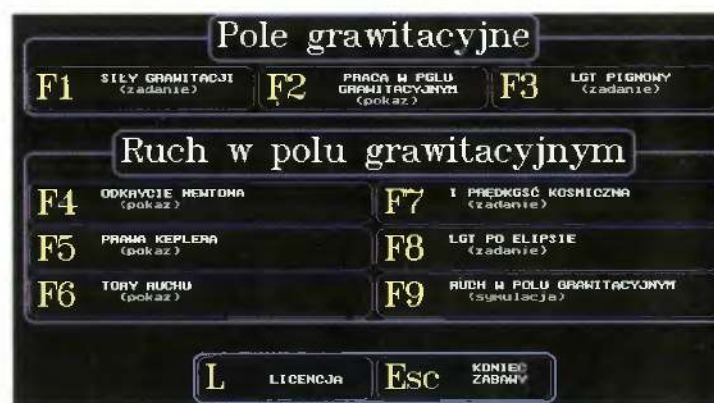 Pole grawitacyjne
F1 SIŁY GRAWITACJI
(zadanie)
F2 PRACA W POLU
GRAWITACYJNYM
(pokaz)
F3 LOT PIONOWY
(zadanie)
Ruch w polu grawitacyjnym
F4 ODKRYCIE NEWTONA
(pokaz)
F7 I PRĘDKOŚĆ KOSMICZNA
(zadanie)
F5 PRAWA KEPLERA
(pokaz)
F8 LOT PO ELIPSIE
(zadanie)
F6 TORY RUCHU
(pokaz)
F9 RUCH W POLU GRAWITACYJNYM
(symulacja)
L LICENCJA
Esc KONIEC
ZABAWY